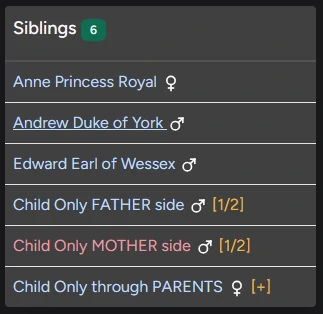 Siblings 6
Anne Princess Royal ♀
Andrew Duke of York ♂
Edward Earl of Wessex ♂
Child Only FATHER side ♂ [1/2]
Child Only MOTHER side ♂ [1/2]
Child Only through PARENTS ♀ [+]